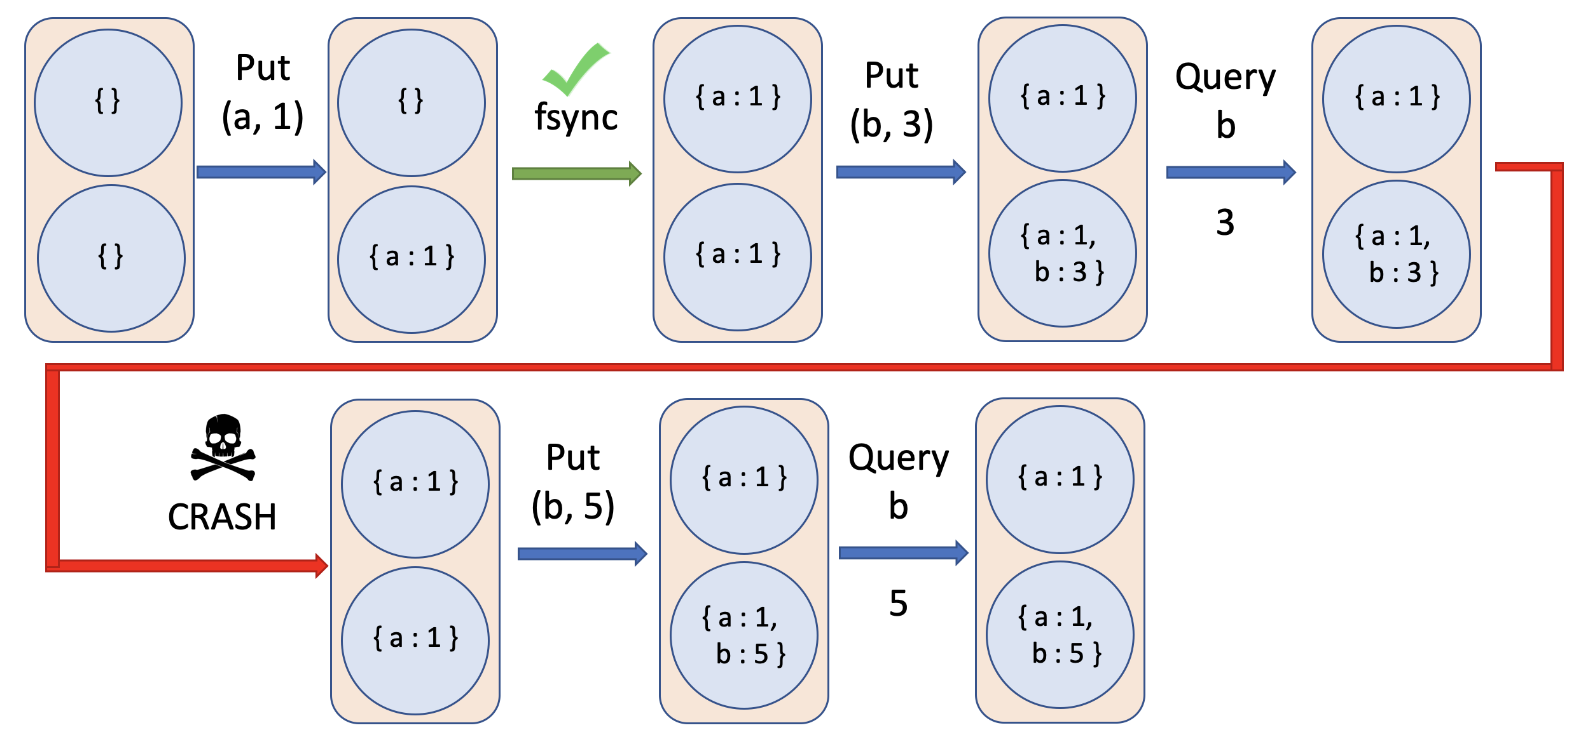 { }
{ }
Put
(a, 1)
{ }
{ a : 1 }
fsync
{ a : 1 }
{ a : 1 }
Put
(b, 3)
{ a : 1 }
{ a : 1,
b : 3 }
Query
b
3
{ a : 1 }
{ a : 1,
b : 3 }
CRASH
{ a : 1 }
{ a : 1 }
Put
(b, 5)
{ a : 1 }
{ a : 1,
b : 5 }
Query
b
5
{ a : 1 }
{ a : 1,
b : 5 }